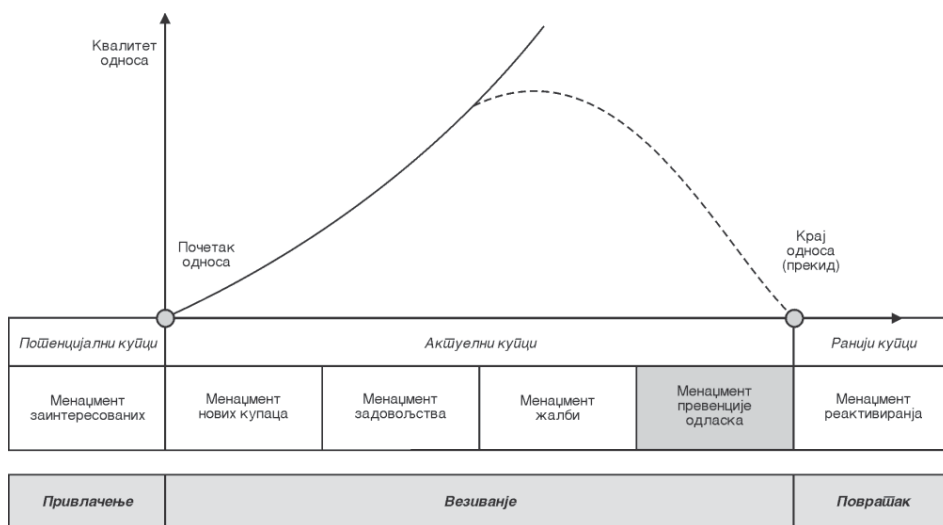 Квалитет
односа
Почетак
односа
Крај
односа
(прекид)
Потенцијални купци
Актуелни купци
Ранији купци
Менаџмент
заинтересованих
Менаџмент
нових купаца
Менаџмент
задовољства
Менаџмент
жалби
Менаџмент
превенције
одласка
Менаџмент
реактивирања
Привлачење
Везивање
Повратак